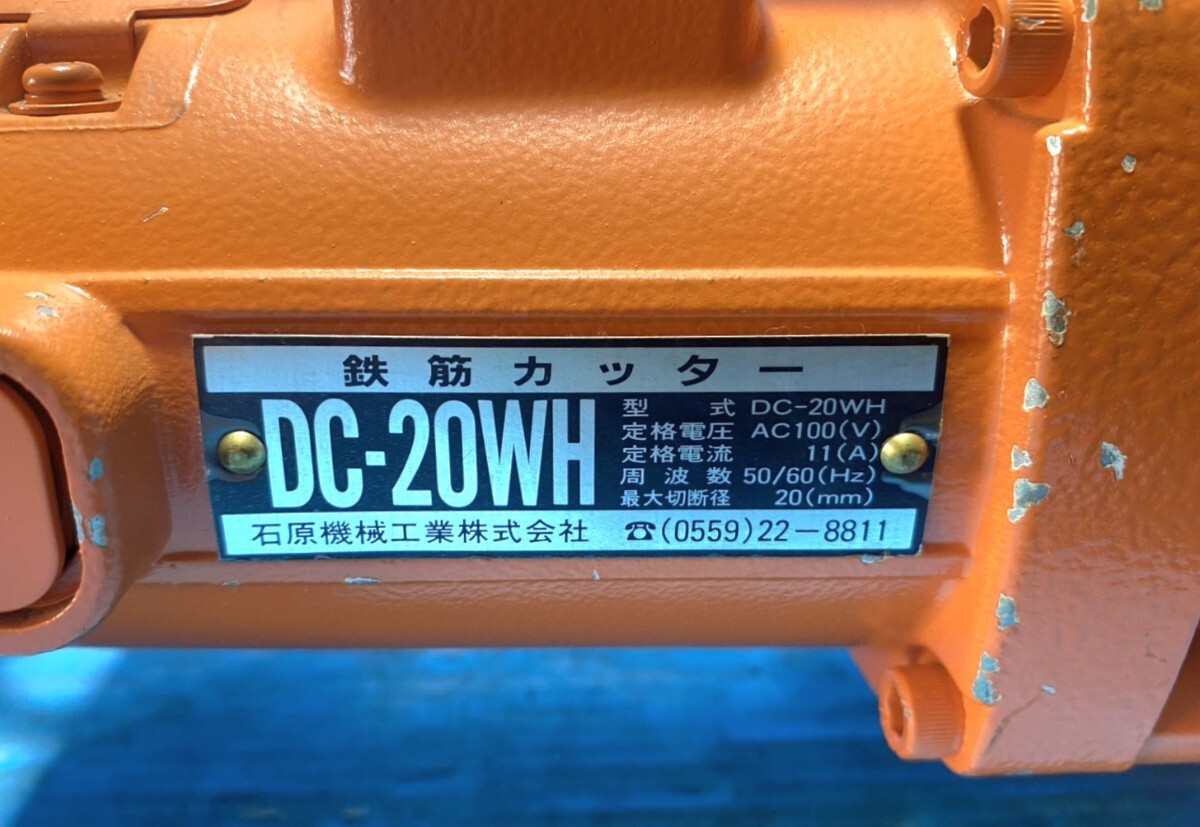 鉄筋カッター
DC-20WH
型式 DC-20WH
定格電圧 AC100(V)
定格電流 11(A)
周波数 50/60(Hz)
最大切断径 20(mm)
石原機械工業株式会社 ☎(0559)22-8811